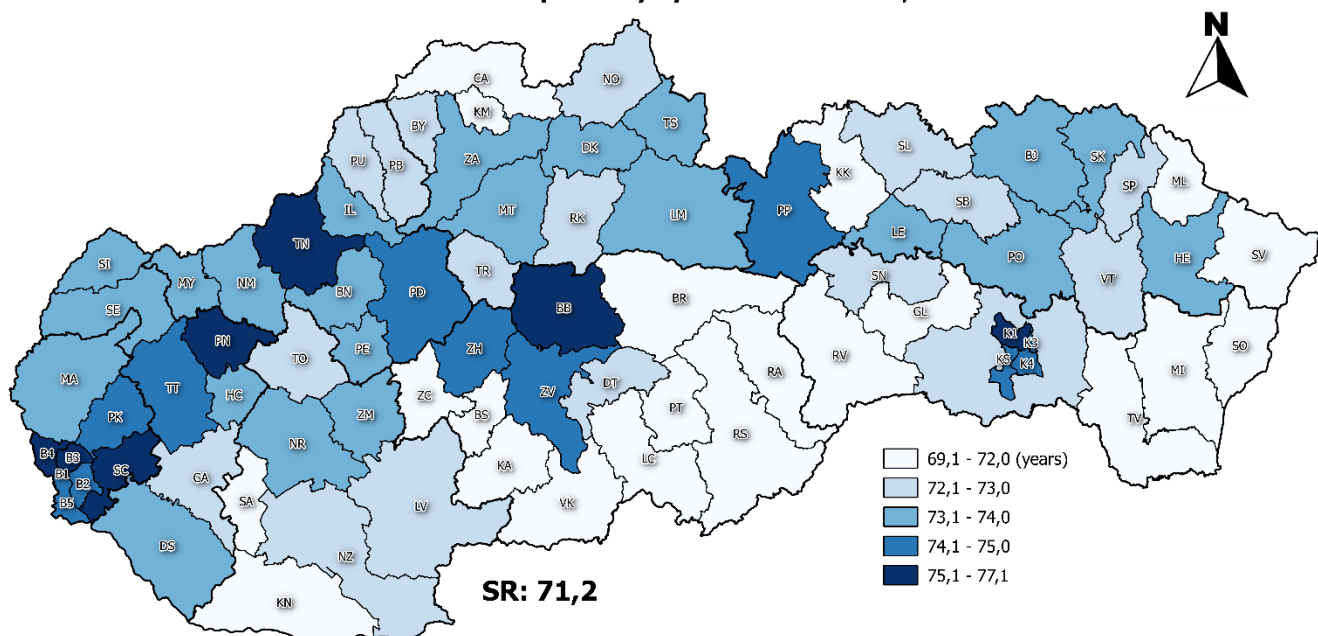 N
CA
NO
KM
TS
BY
PU
PB
ZA
DK
SL
BJ
SK
KK
SP
ML
SB
IL
MT
RK
LM
PP
LE
TN
PO
HE
SV
SI
MY
NM
BN
PD
TR
SN
VT
SE
BB
BR
GL
PN
TO
PE
ZH
K1
K3
RV
SO
MA
TT
HC
ZC
DT
RA
KS
K4
MI
PK
ZM
BS
ZV
PT
NR
RS
TV
B4
B3
SC
B1
B2
GA
KA
LC
B5
SA
LV
VK
DS
NZ
KN
69,1 - 72,0 (years)
72,1 - 73,0
73,1 - 74,0
74,1 - 75,0
75,1 - 77,1
SR: 71,2